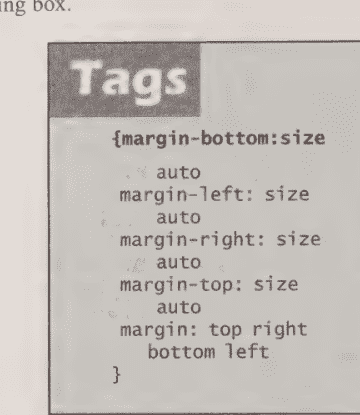 ing box.
Tags
{margin-bottom:size
auto
margin-left: size
auto
margin-right: size
auto
margin-top: size
auto
margin: top right
bottom left
}